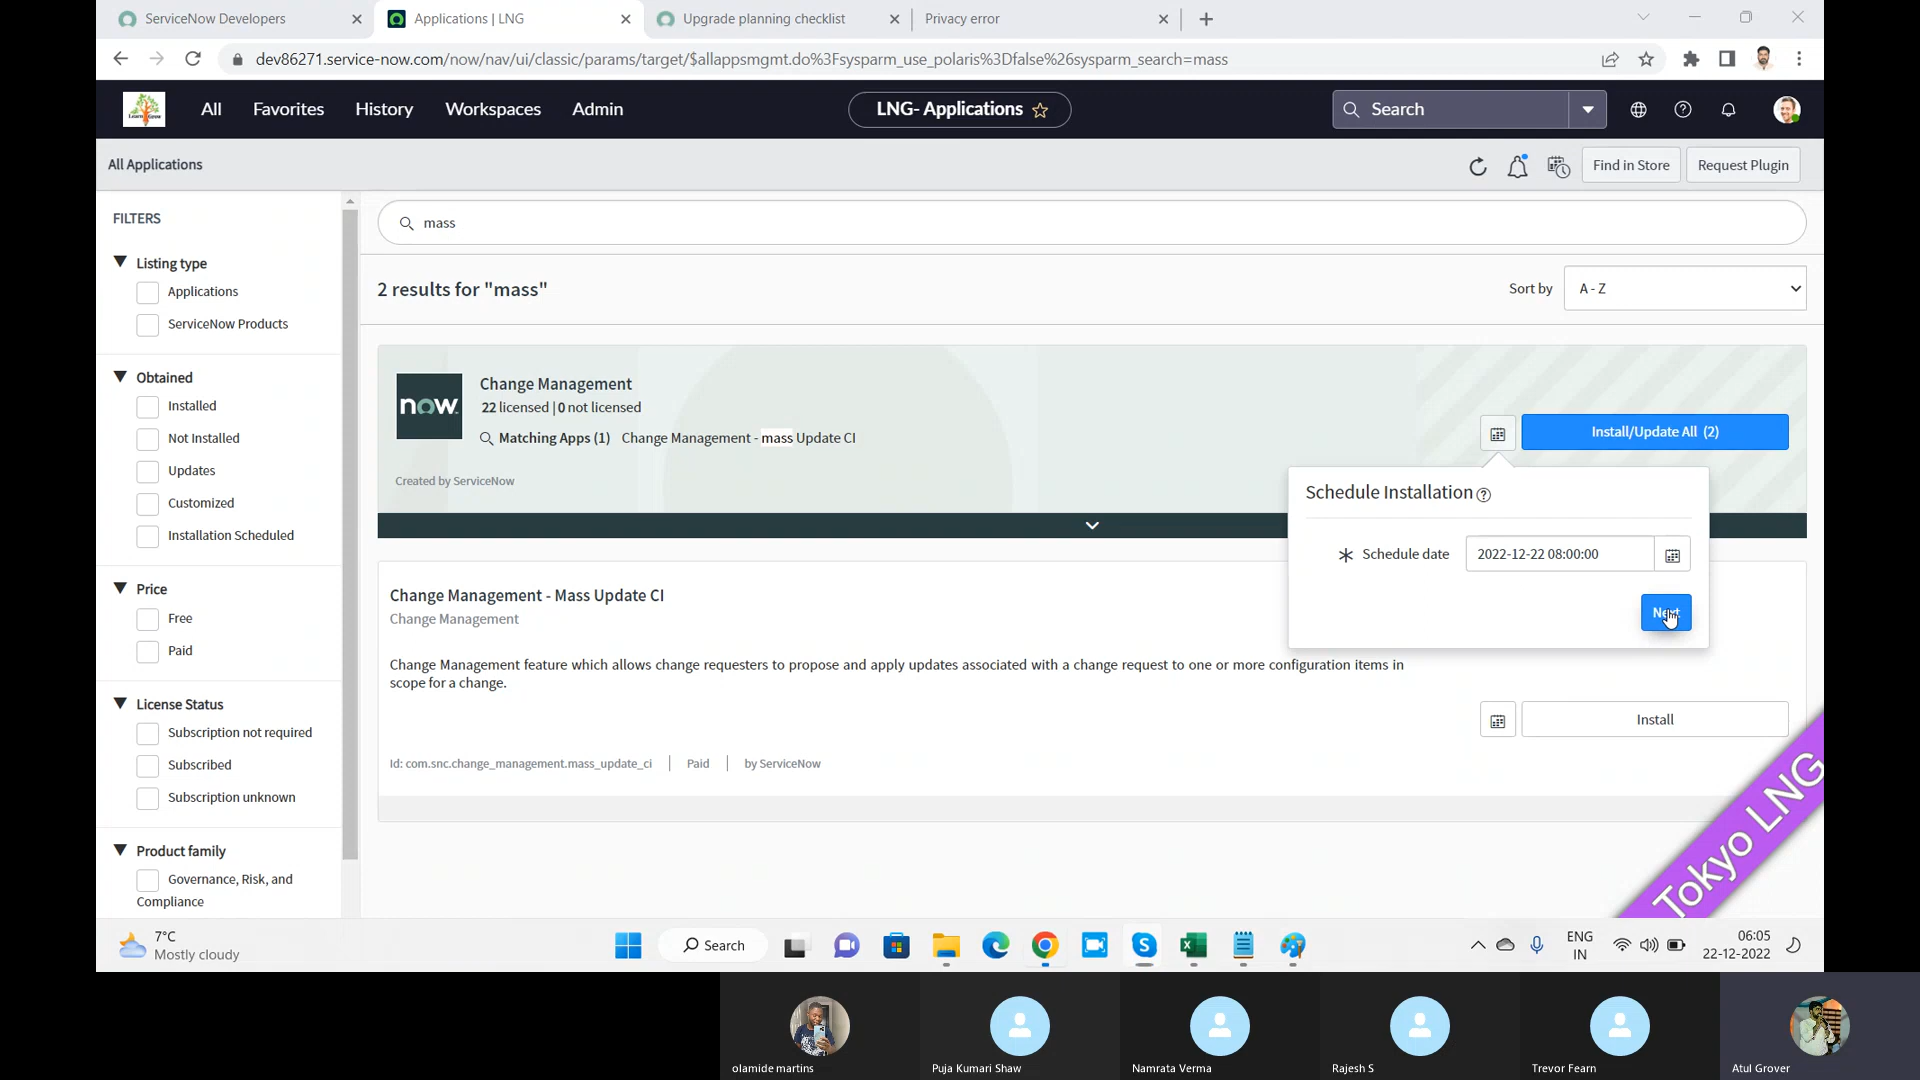 ServiceNow Developers
Applications | LNG
Upgrade planning checklist
Privacy error
dev86271.service-now.com/now/nav/ui/classic/params/target/$allappsmgmt.do%3Fsysparm_use_polaris%3Dfalse%26sysparm_search=mass
All
Favorites
History
Workspaces
Admin
LNG- Applications
Search
All Applications
Find in Store
Request Plugin
FILTERS
Listing type
Applications
ServiceNow Products
Obtained
Installed
Not Installed
Updates
Customized
Installation Scheduled
Price
Free
Paid
License Status
Subscription not required
Subscribed
Subscription unknown
Product family
Governance, Risk, and
Compliance
mass
2 results for "mass"
Sort by
A - Z
now.
Change Management
22 licensed | 0 not licensed
Matching Apps (1) Change Management - mass Update CI
Created by ServiceNow
Install/Update All (2)
Schedule Installation
Schedule date
2022-12-22 08:00:00
Next
Change Management - Mass Update CI
Change Management
Change Management feature which allows change requesters to propose and apply updates associated with a change request to one or more configuration items in
scope for a change.
Install
Id: com.snc.change_management.mass_update_ci
Paid
by ServiceNow
Tokyo LNG
7°C
Mostly cloudy
Search
ENG
IN
06:05
22-12-2022
olamide martins
Puja Kumari Shaw
Namrata Verma
Rajesh S
Trevor Fearn
Atul Grover